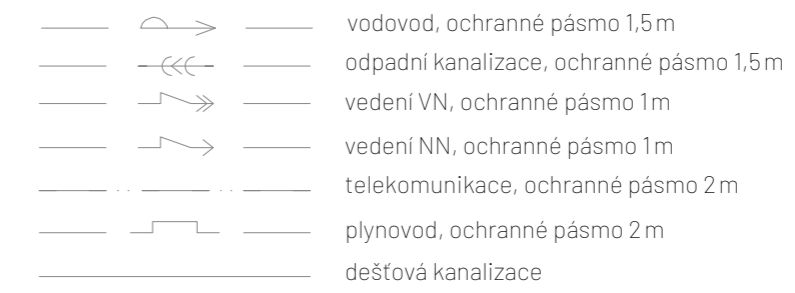 vodovod, ochranné pásmo 1,5 m
odpadní kanalizace, ochranné pásmo 1,5 m
vedení VN, ochranné pásmo 1 m
vedení NN, ochranné pásmo 1 m
telekomunikace, ochranné pásmo 2 m
plynovod, ochranné pásmo 2 m
dešťová kanalizace